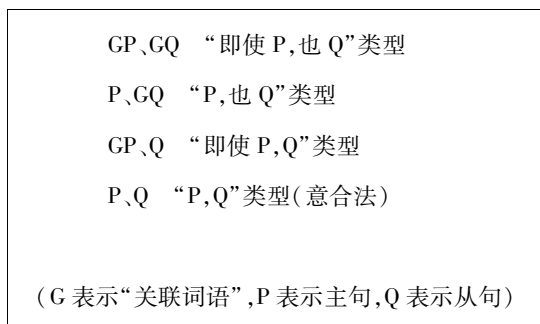 GP、GQ “即使 P,也 Q”类型
P、GQ “P,也 Q”类型
GP、Q “即使 P,Q”类型
P、Q “P,Q”类型(意合法)
(G 表示“关联词语”,P 表示主句,Q 表示从句)